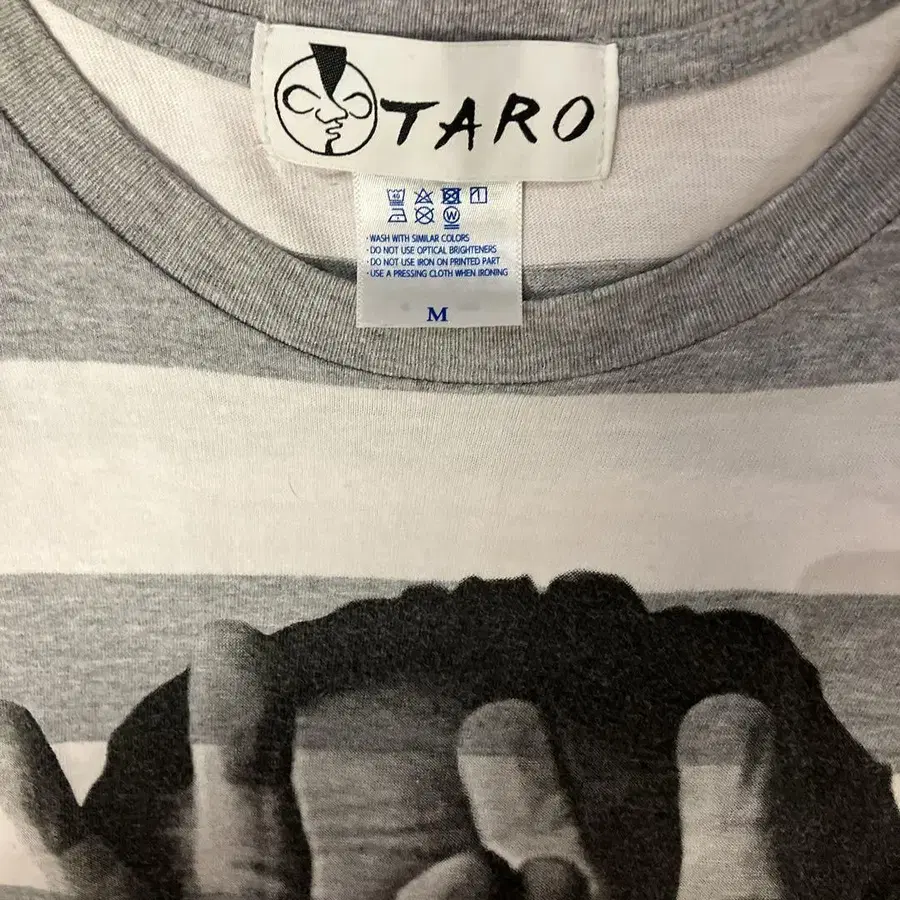 TARO
40
W
· WASH WITH SIMILAR COLORS
· DO NOT USE OPTICAL BRIGHTENERS
· DO NOT USE IRON ON PRINTED PART
· USE A PRESSING CLOTH WHEN IRONING
M